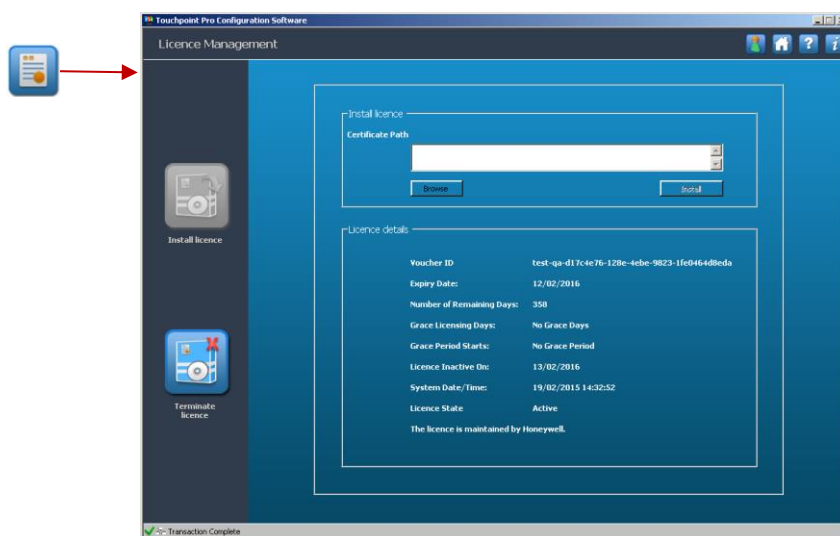 Touchpoint Pro Configuration Software
Licence Management
Install licence
Certificate Path
Browse
Install
Install licence
Licence details
Voucher ID test-qa-d17c4e76-128e-4ebe-9823-1fe0464d8eda
Expiry Date: 12/02/2016
Number of Remaining Days: 358
Grace Licensing Days: No Grace Days
Grace Period Starts: No Grace Period
Licence Inactive On: 13/02/2016
System Date/Time: 19/02/2015 14:32:52
Licence State Active
The licence is maintained by Honeywell.
Terminate
licence
Transaction Complete